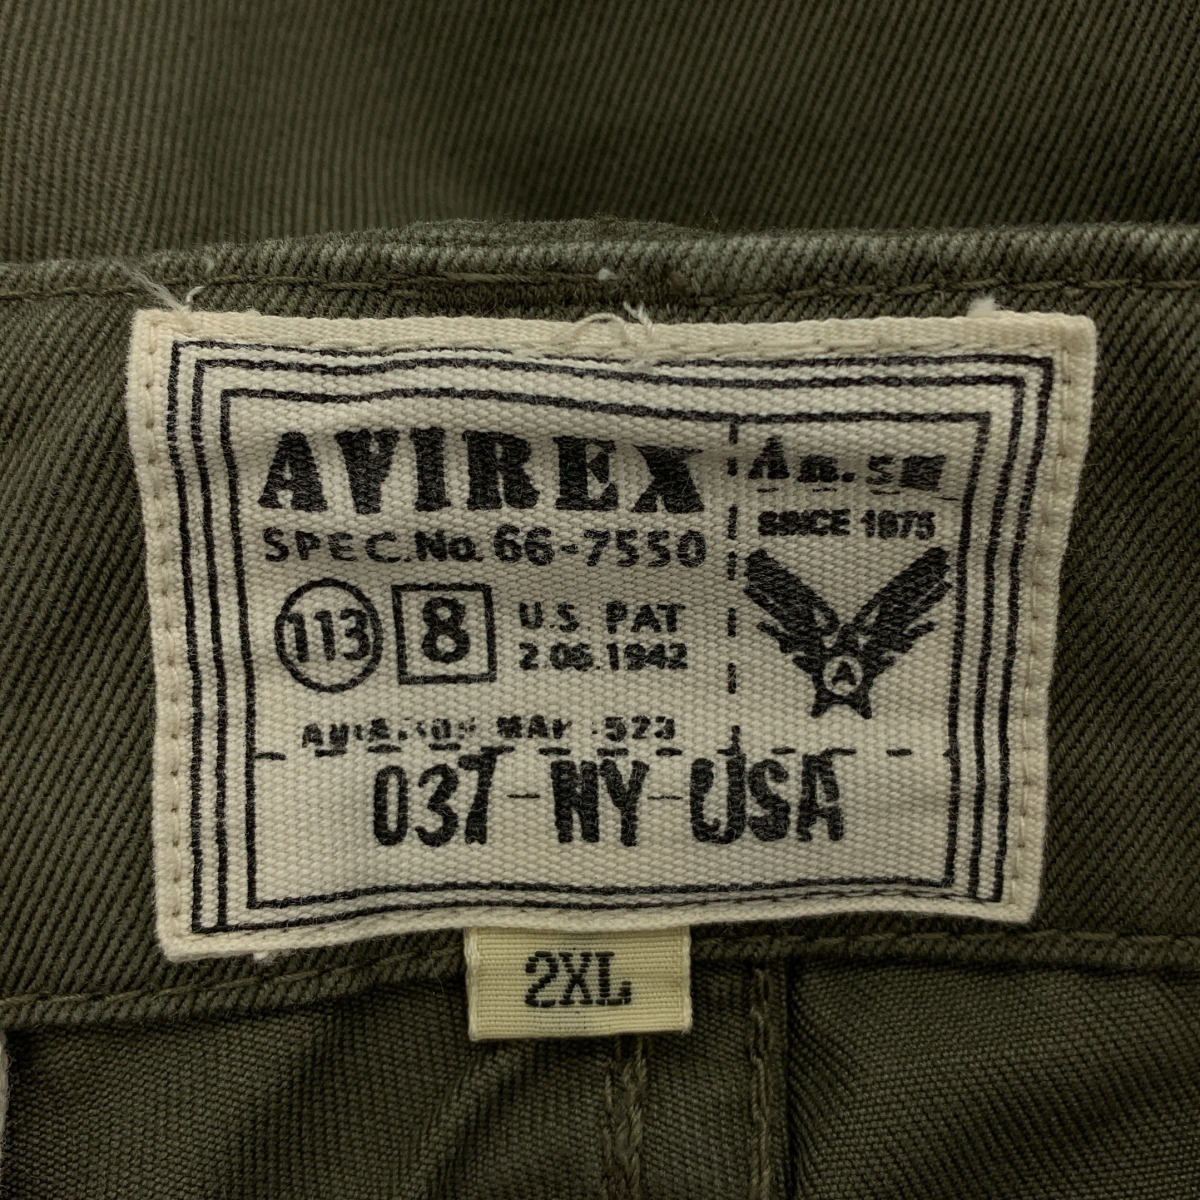 AVIREX
SPEC.No. 66-7550
113 8 U.S. PAT
2.06.1942
037-NY-USA
SINCE 1975
A
2XL